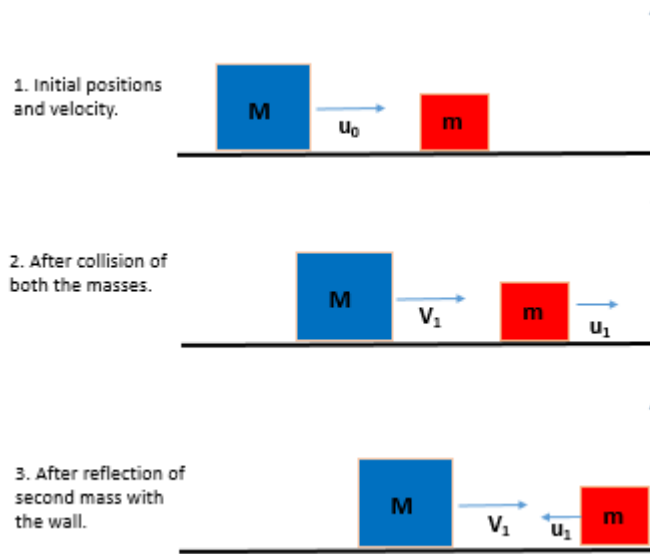 1. Initial positions
and velocity.
M
u₀
m
2. After collision of
both the masses.
M
V₁
m
u₁
3. After reflection of
second mass with
the wall.
M
V₁
u₁
m